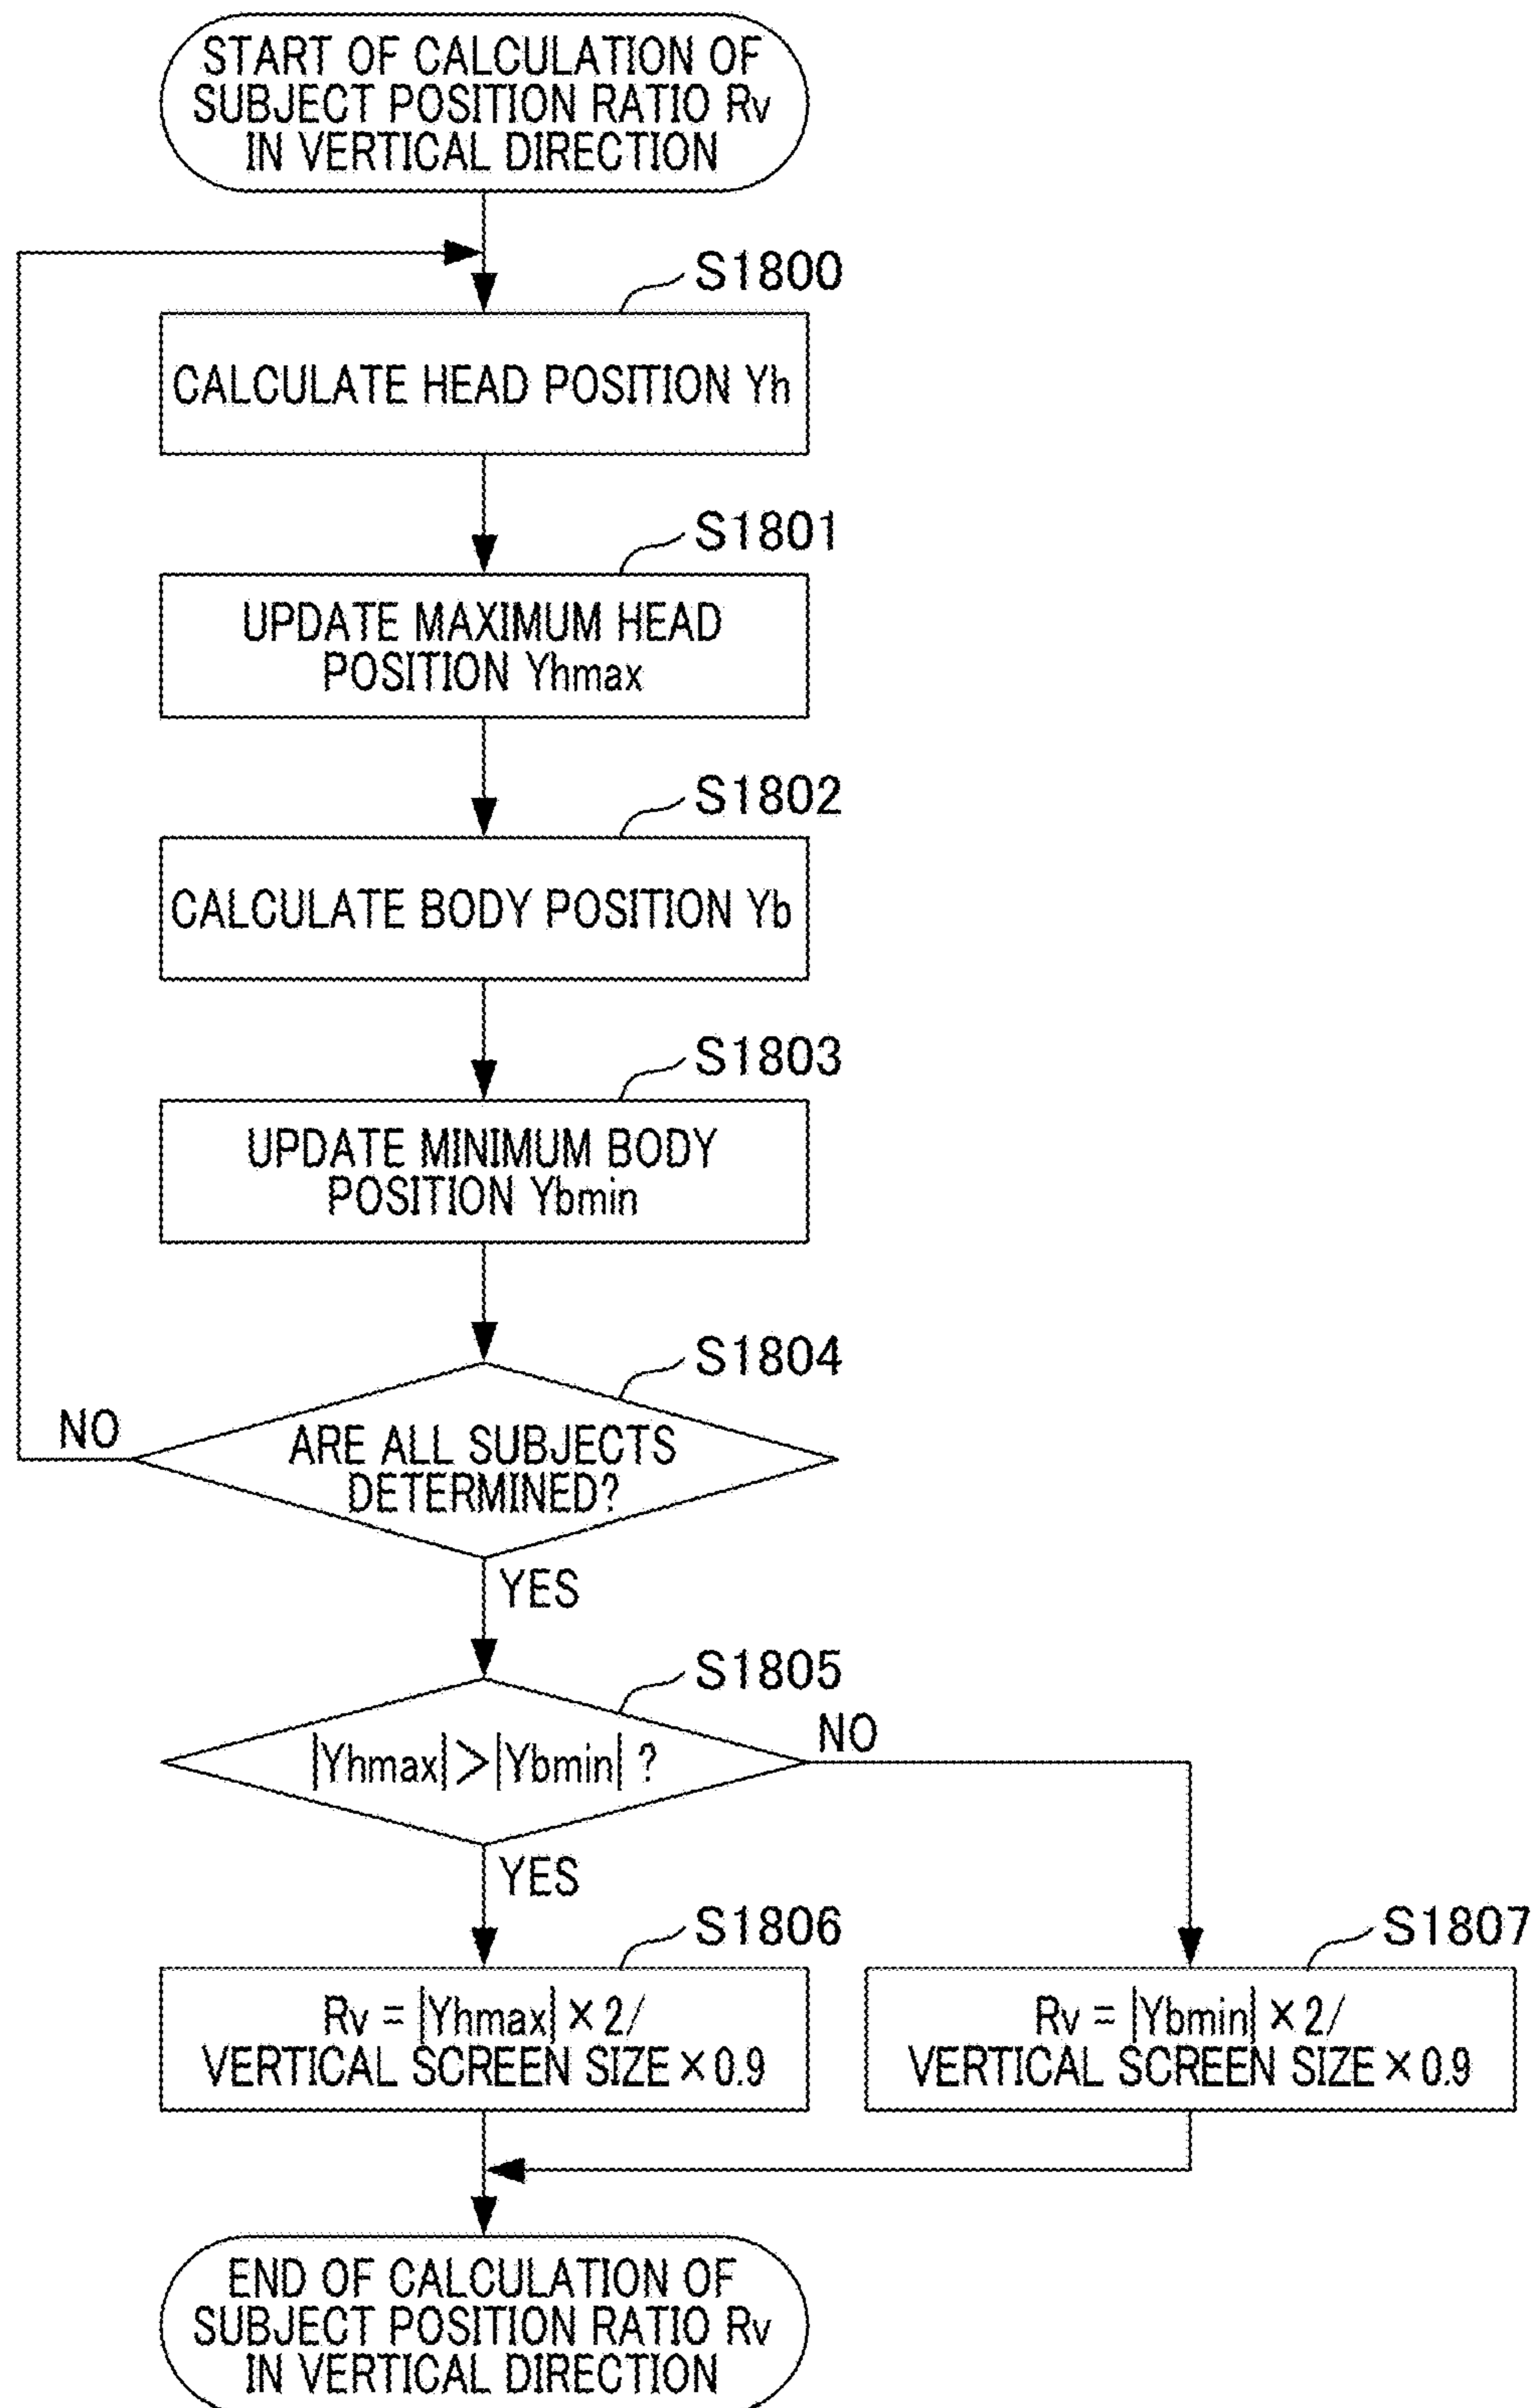 START OF CALCULATION OF
SUBJECT POSITION RATIO Rv
IN VERTICAL DIRECTION
S1800
CALCULATE HEAD POSITION Yh
S1801
UPDATE MAXIMUM HEAD
POSITION Yhmax
S1802
CALCULATE BODY POSITION Yb
S1803
UPDATE MINIMUM BODY
POSITION Ybmin
S1804
NO
ARE ALL SUBJECTS
DETERMINED?
YES
S1805
NO
|Yhmax|>|Ybmin| ?
YES
S1806
Rv = |Yhmax| × 2/
VERTICAL SCREEN SIZE × 0.9
S1807
Rv = |Ybmin| × 2/
VERTICAL SCREEN SIZE × 0.9
END OF CALCULATION OF
SUBJECT POSITION RATIO Rv
IN VERTICAL DIRECTION